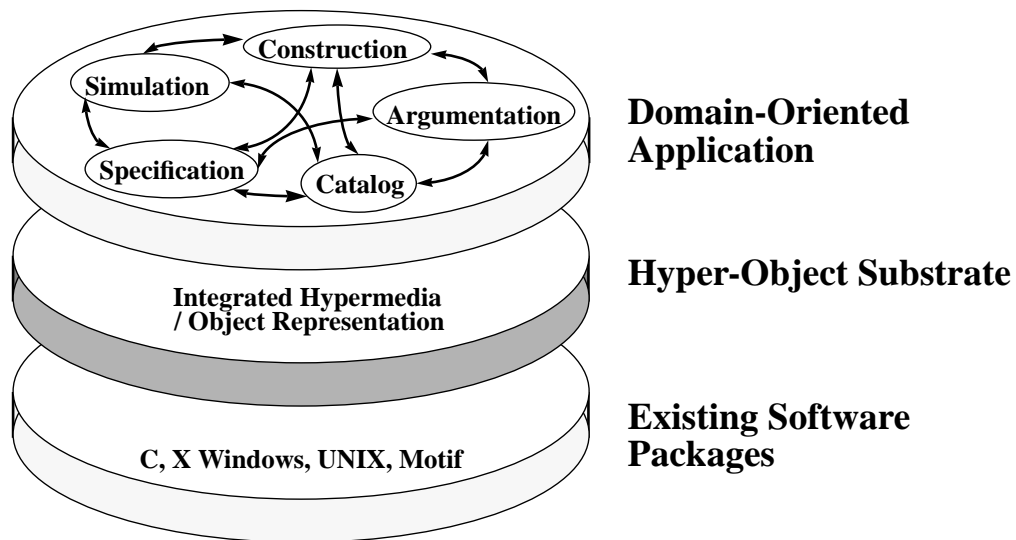 Construction
Simulation
Argumentation
Specification
Catalog
Domain-Oriented
Application
Integrated Hypermedia
/ Object Representation
Hyper-Object Substrate
C, X Windows, UNIX, Motif
Existing Software
Packages